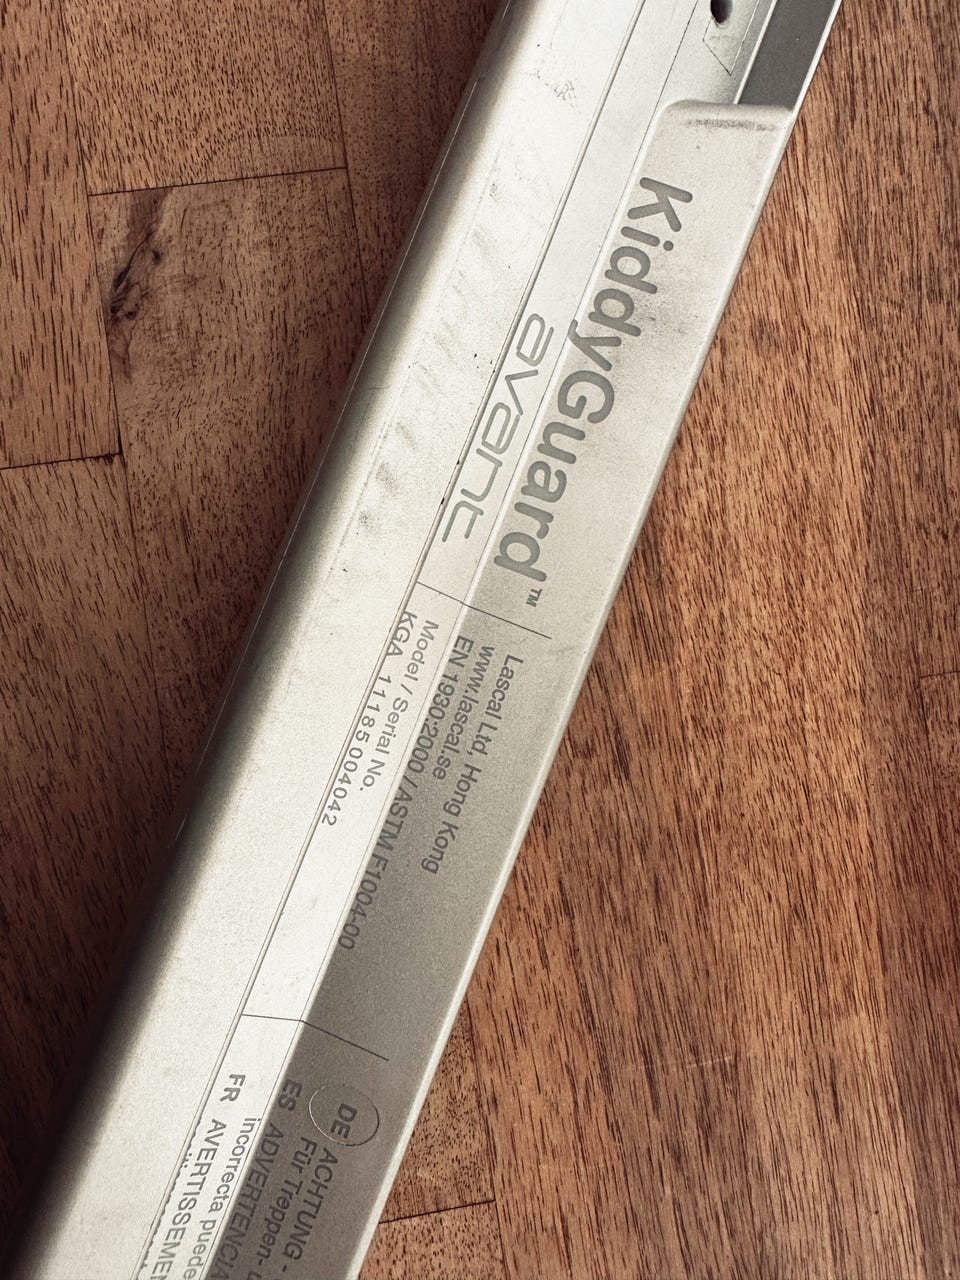 KiddyGuard™
avant
Lascal Ltd, Hong Kong
www.lascal.se
EN 1930:2000 / ASTM F1004-00
Model / Serial No.
KGA 11185004042
DE ACHTUNG -
Für Treppen-
ES ADVERTENCIA
incorrecta puede
FR AVERTISSEMEN